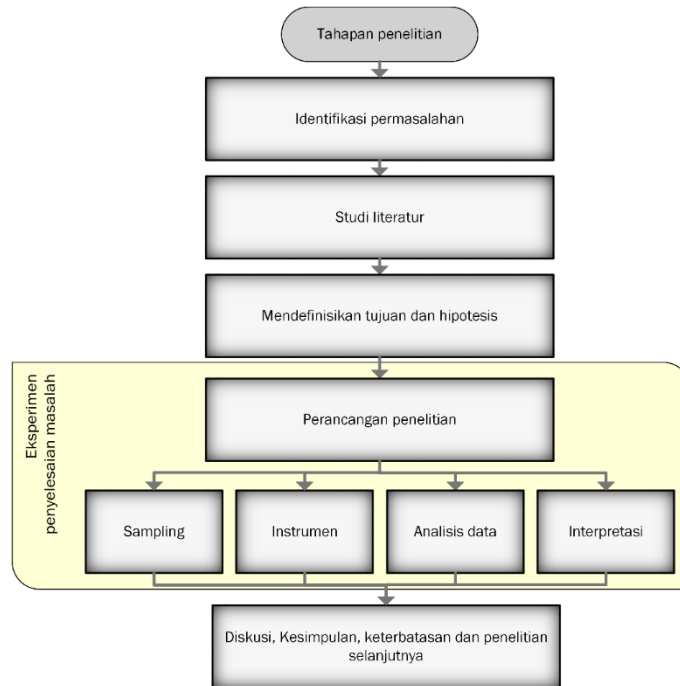 Tahapan penelitian
Identifikasi permasalahan
Studi literatur
Mendefinisikan tujuan dan hipotesis
Eksperimen
penyelesaian masalah
Perancangan penelitian
Sampling
Instrumen
Analisis data
Interpretasi
Diskusi, Kesimpulan, keterbatasan dan penelitian
selanjutnya